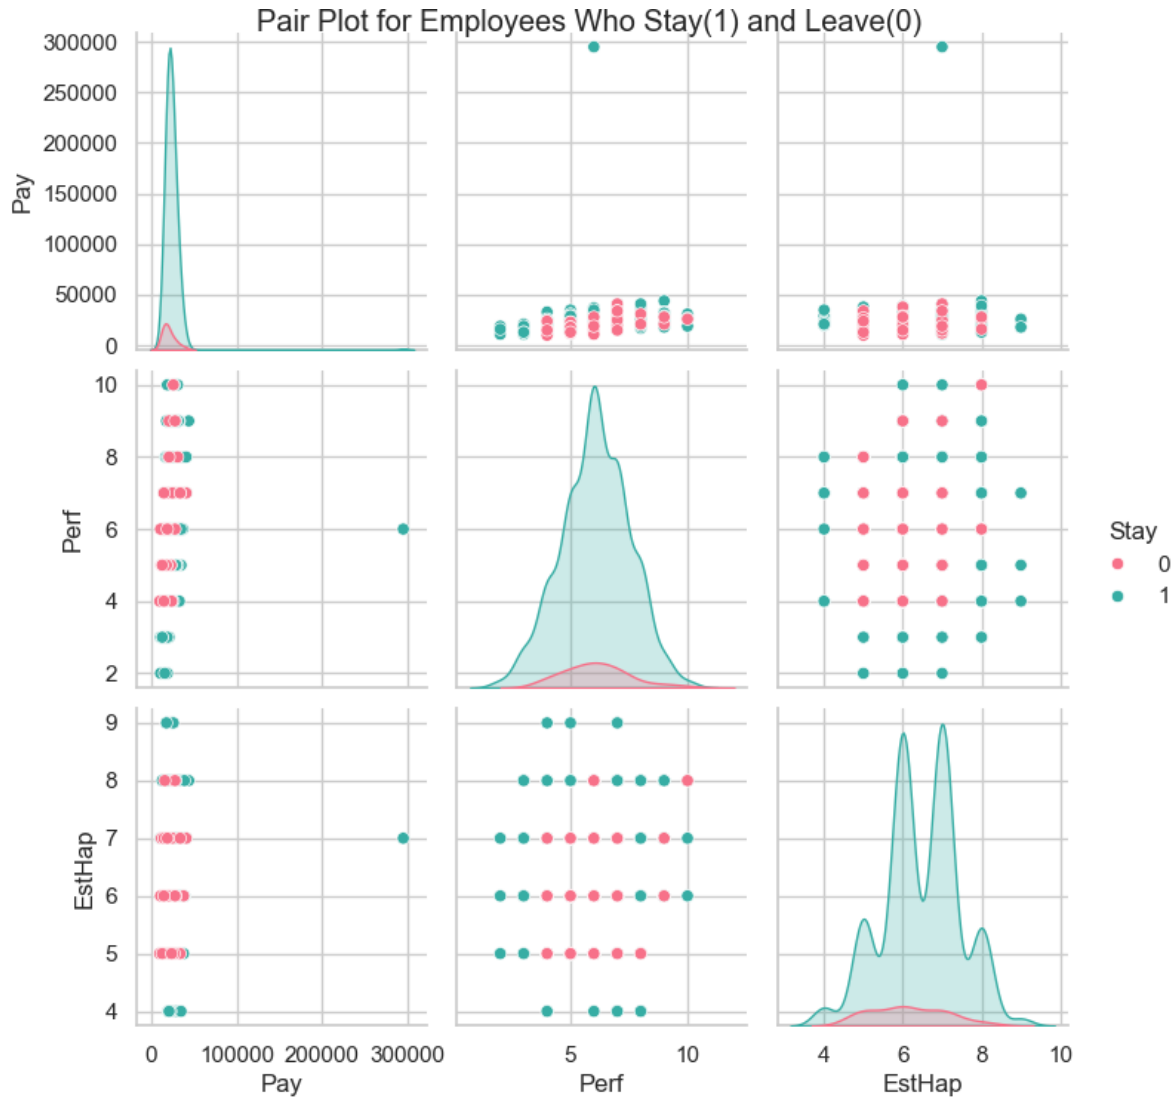 Pair Plot for Employees Who Stay(1) and Leave(0)
300000
250000
200000
150000
100000
50000
0
Pay
10
8
6
4
2
Perf
9
8
7
6
5
4
EstHap
0 100000 200000 300000
Pay
5 10
Perf
4 6 8 10
EstHap
Stay
0
1